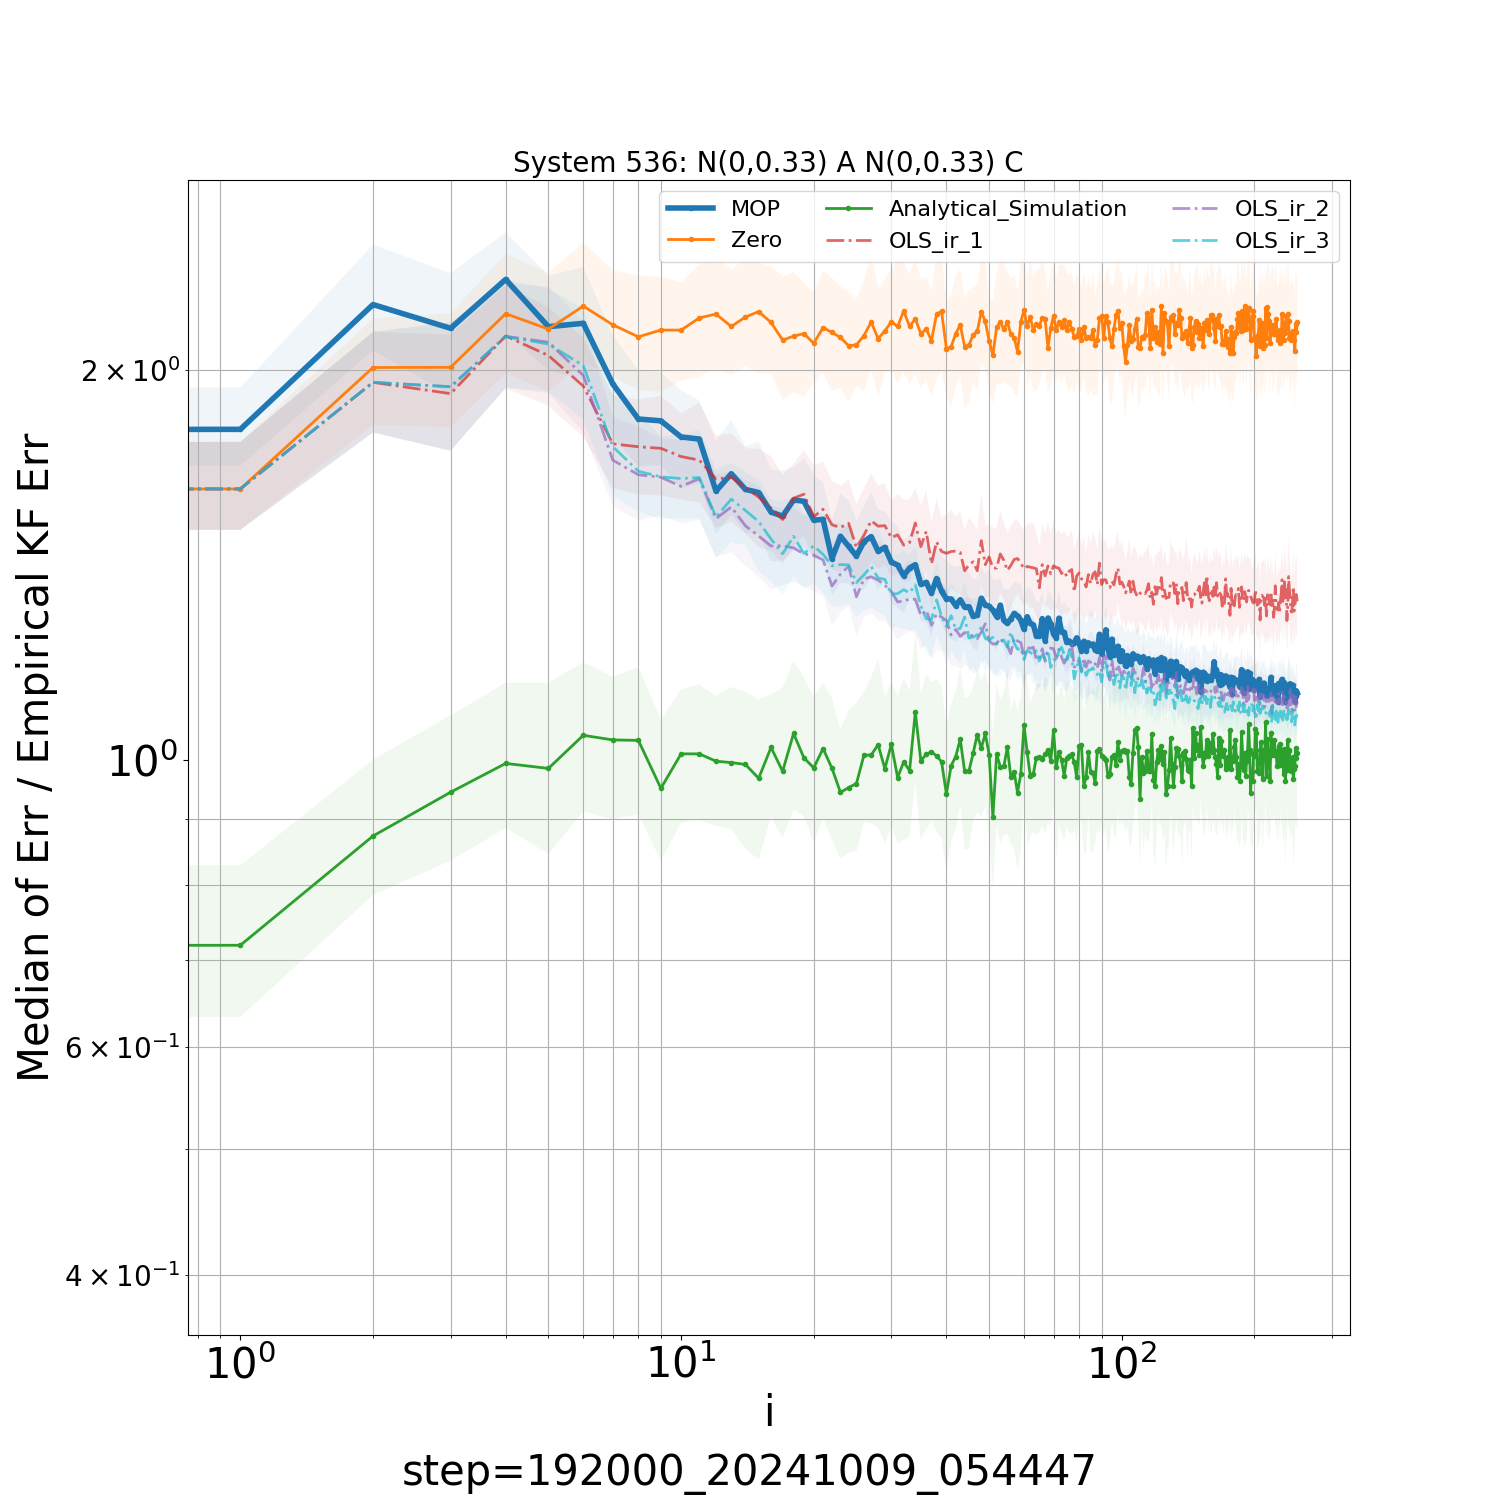 System 536: N(0,0.33) A N(0,0.33) C
MOP
Zero
Analytical_Simulation
OLS_ir_1
OLS_ir_2
OLS_ir_3
Median of Err / Empirical KF Err
2 × 10⁰
10⁰
6 × 10⁻¹
4 × 10⁻¹
10⁰ 10¹ 10²
i
step=192000_20241009_054447